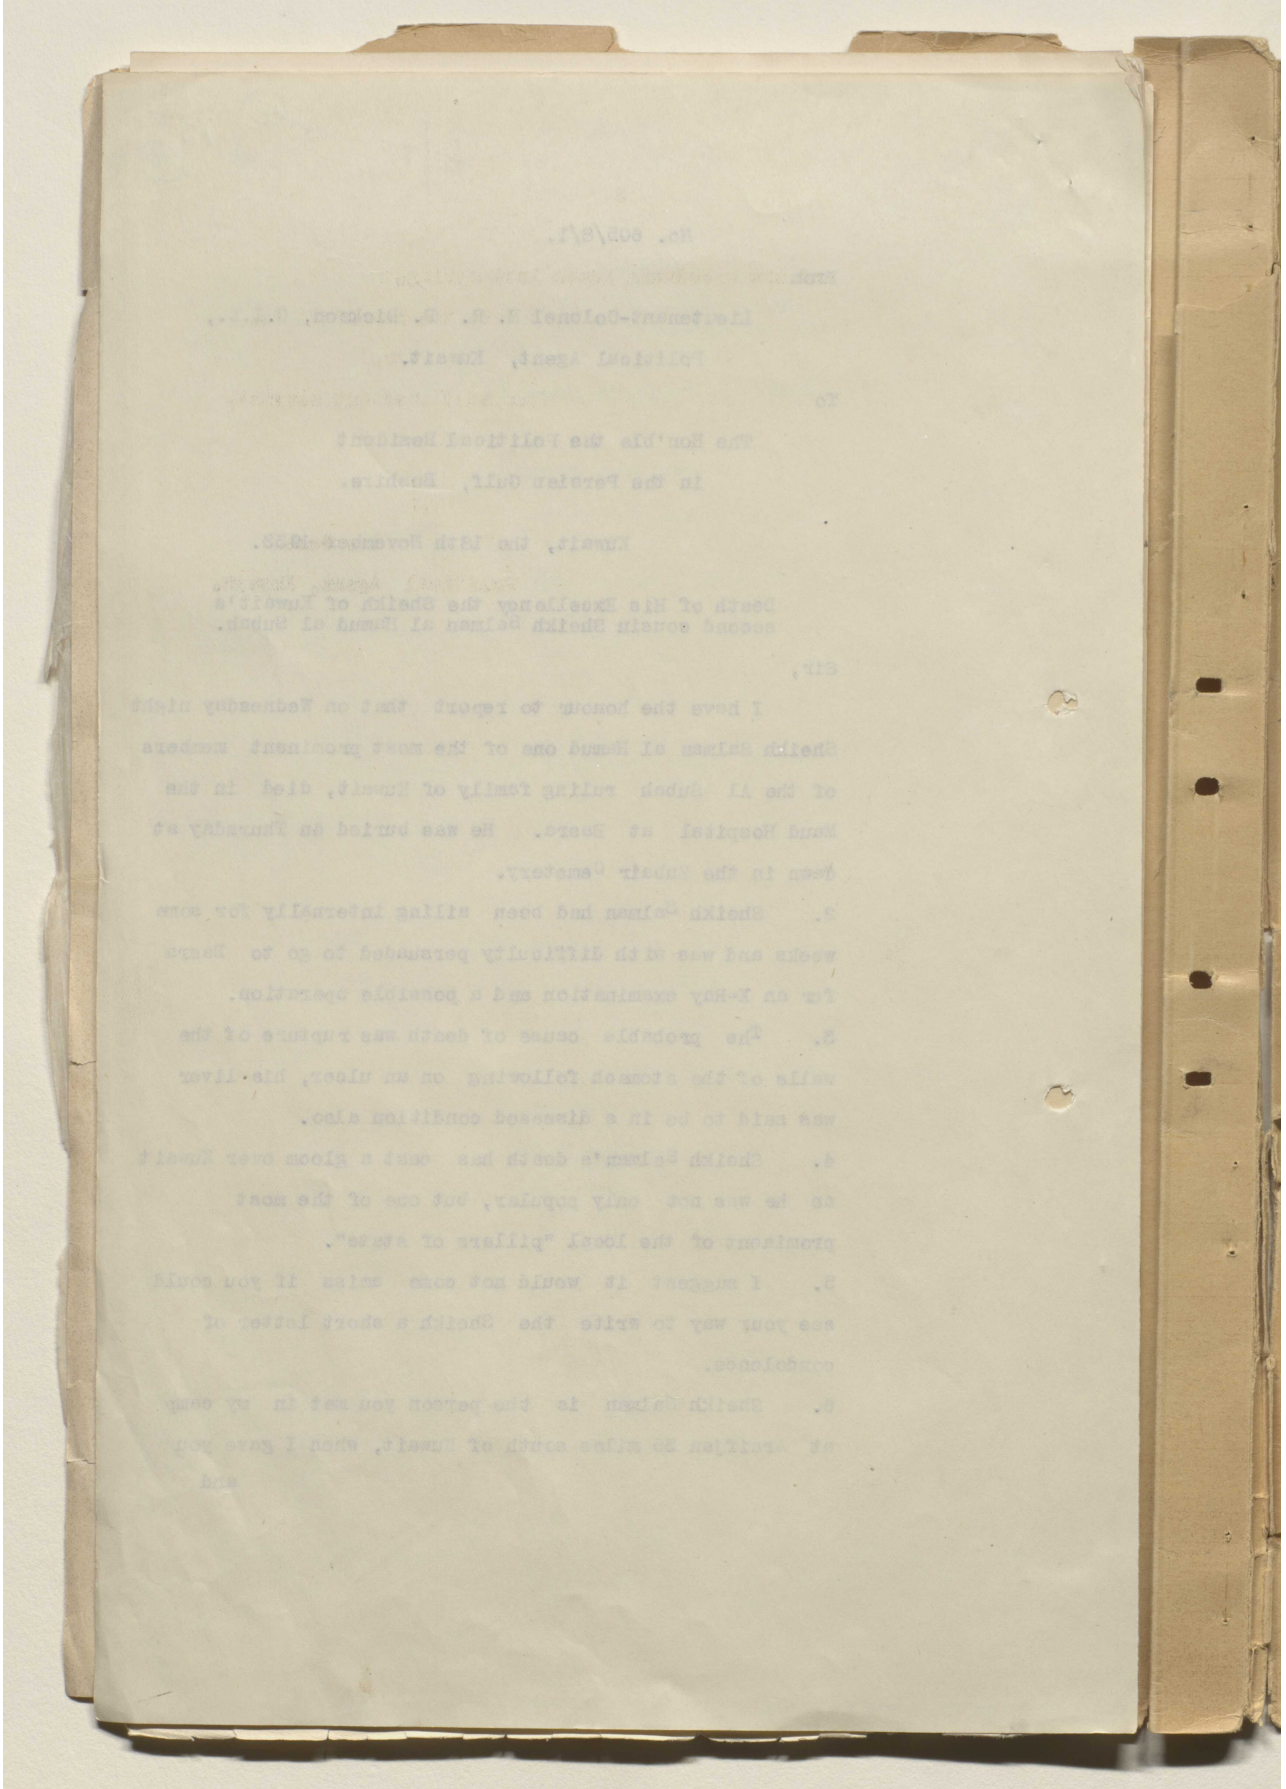 No. 605/8/1.
From
Lieutenant-Colonel H. R. P. Dickson, C.I.E.,
Political Agent, Kuwait.
To
The Hon'ble the Political Resident
in the Persian Gulf, Bushire.
Kuwait, the 18th November 1932.
Death of His Excellency the Sheikh of Kuwait's
second cousin Sheikh Salman al Hamud al Subah.
Sir,
I have the honour to report that on Wednesday night
Sheikh Salman al Hamud one of the most prominent members
of the Al Subah ruling family of Kuwait, died in the
Maud Hospital at Basra. He was buried on Thursday at
dawn in the Zubair Cemetery.
2. Sheikh Salman had been ailing internally for some
weeks and was with difficulty persuaded to go to Basra
for an X-Ray examination and a possible operation.
3. The probable cause of death was rupture of the
walls of the stomach following on an ulcer, his liver
was said to be in a diseased condition also.
4. Sheikh Salman's death has cast a gloom over Kuwait
as he was not only popular, but one of the most
prominent of the local "pillars of state".
5. I suggest it would not come amiss if you could
see your way to write the Sheikh a short letter of
condolence.
6. Sheikh Salman is the person you met in my camp
at Araifjan 35 miles south of Kuwait, when I gave you
and